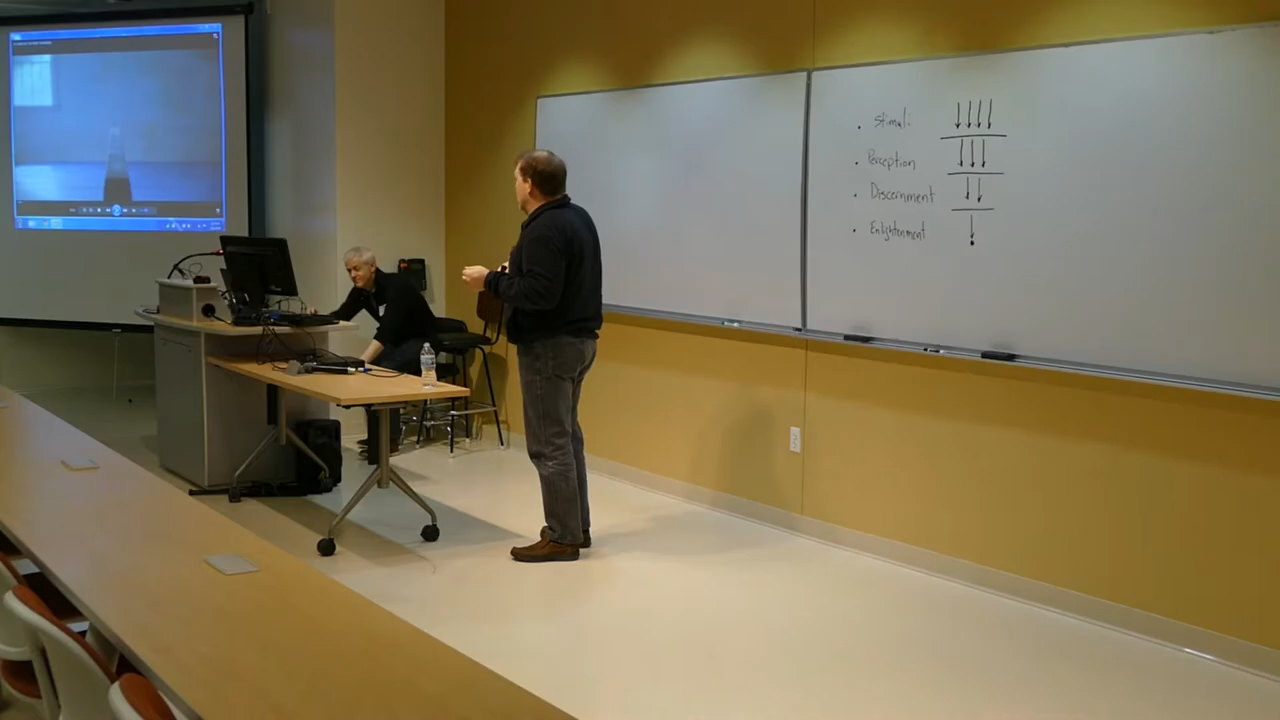 • Stimuli
• Perception
• Discernment
• Enlightenment